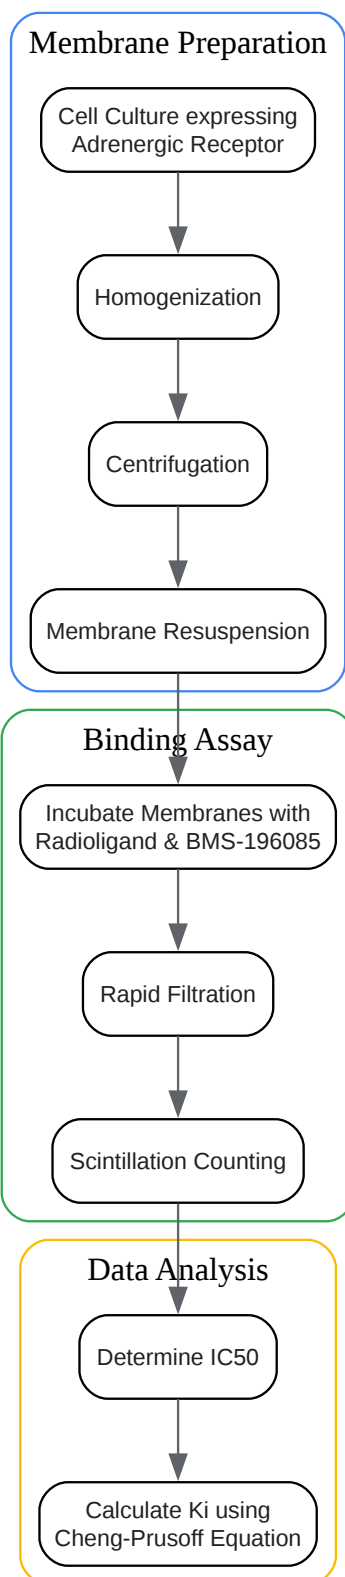 Membrane Preparation
Cell Culture expressing
Adrenergic Receptor
Homogenization
Centrifugation
Membrane Resuspension
Binding Assay
Incubate Membranes with
Radioligand & BMS-196085
Rapid Filtration
Scintillation Counting
Data Analysis
Determine IC50
Calculate Ki using
Cheng-Prusoff Equation